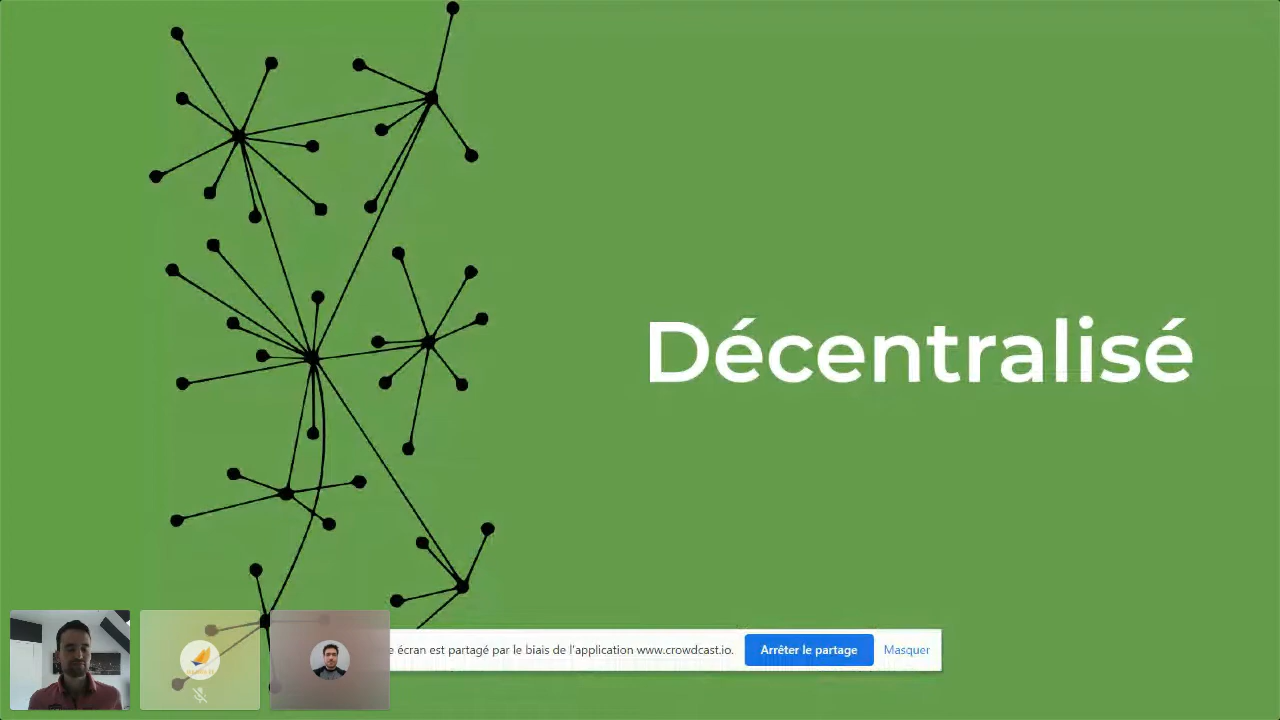 Décentralisé
e écran est partagé par le biais de l'application www.crowdcast.io.
Arrêter le partage
Masquer